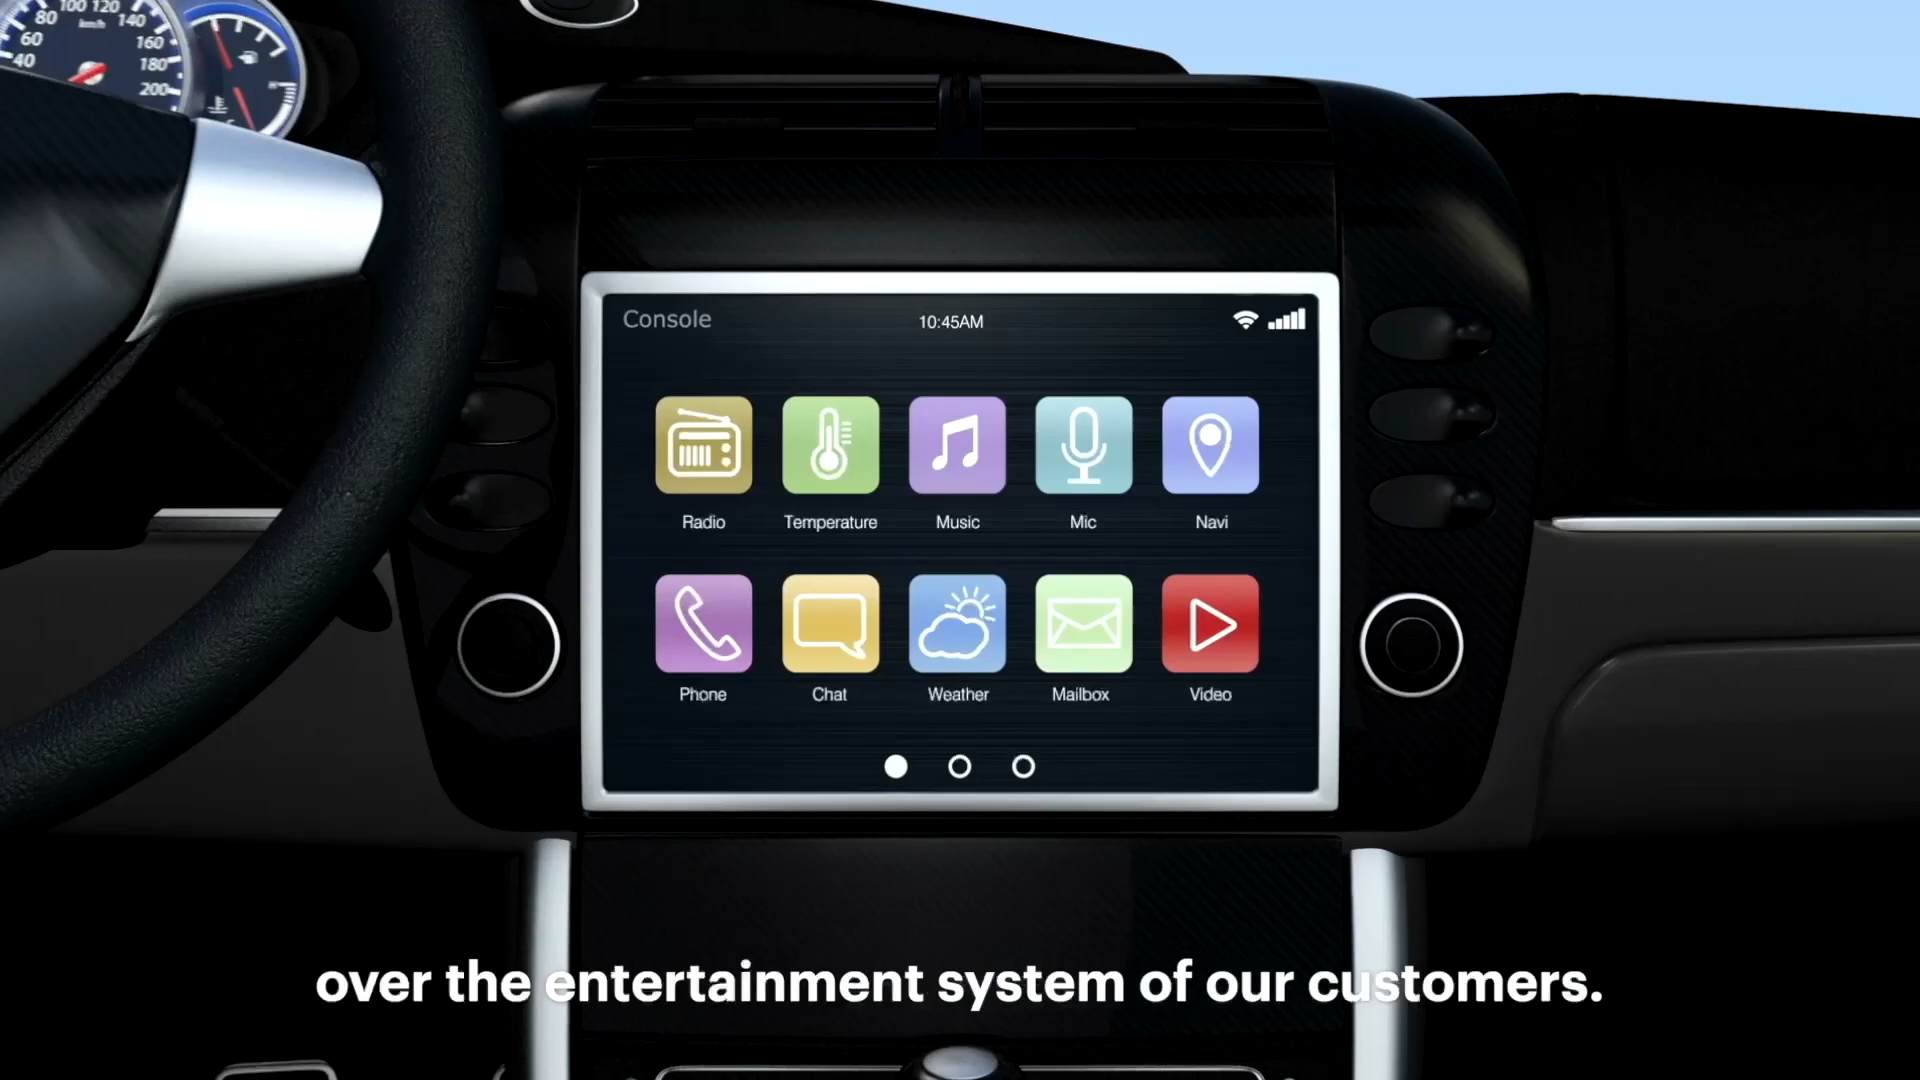 100 120
80 km/h 140
60 160
40 180
200
H
Console 10:45AM
Radio Temperature Music Mic Navi
Phone Chat Weather Mailbox Video
over the entertainment system of our customers.